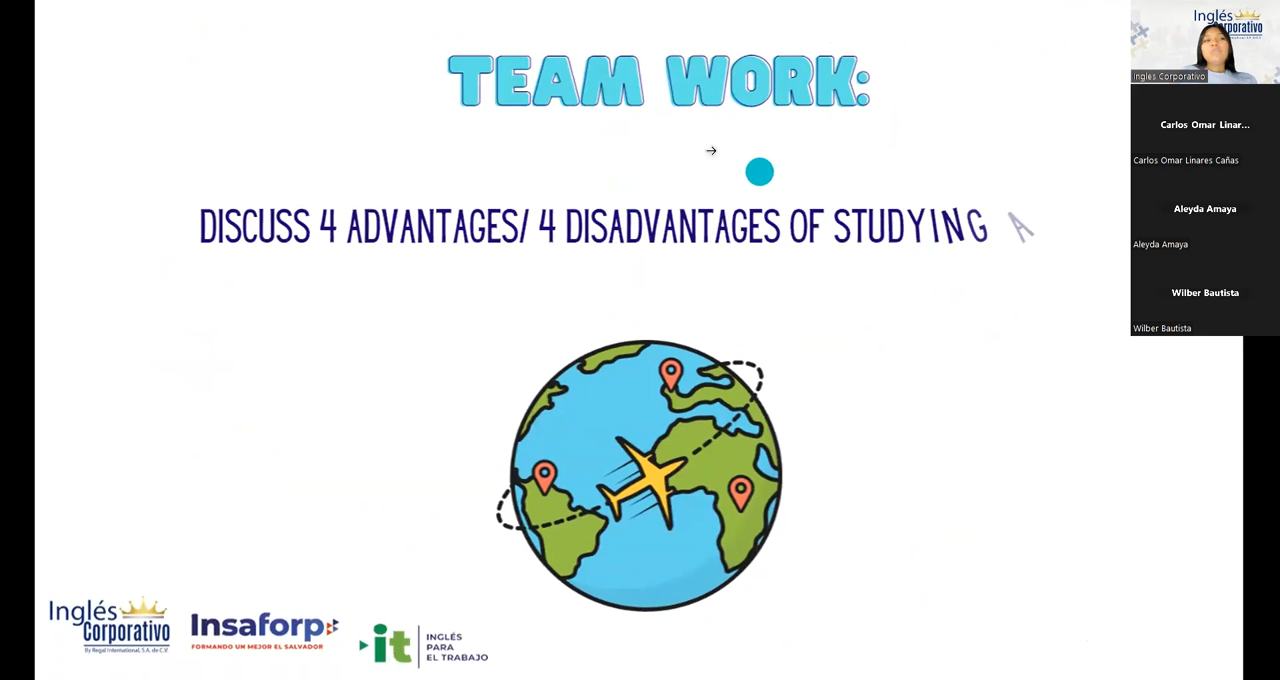 TEAM WORK:
DISCUSS 4 ADVANTAGES/ 4 DISADVANTAGES OF STUDYING A
Inglés
Corporativo
By Regal International, S.A. de C.V.
Insaforp
FORMANDO UN MEJOR EL SALVADOR
it
INGLÉS
PARA
EL TRABAJO
Inglés
Corporativo
Ingles Corporativo
Carlos Omar Linar...
Carlos Omar Linares Cañas
Aleyda Amaya
Aleyda Amaya
Wilber Bautista
Wilber Bautista